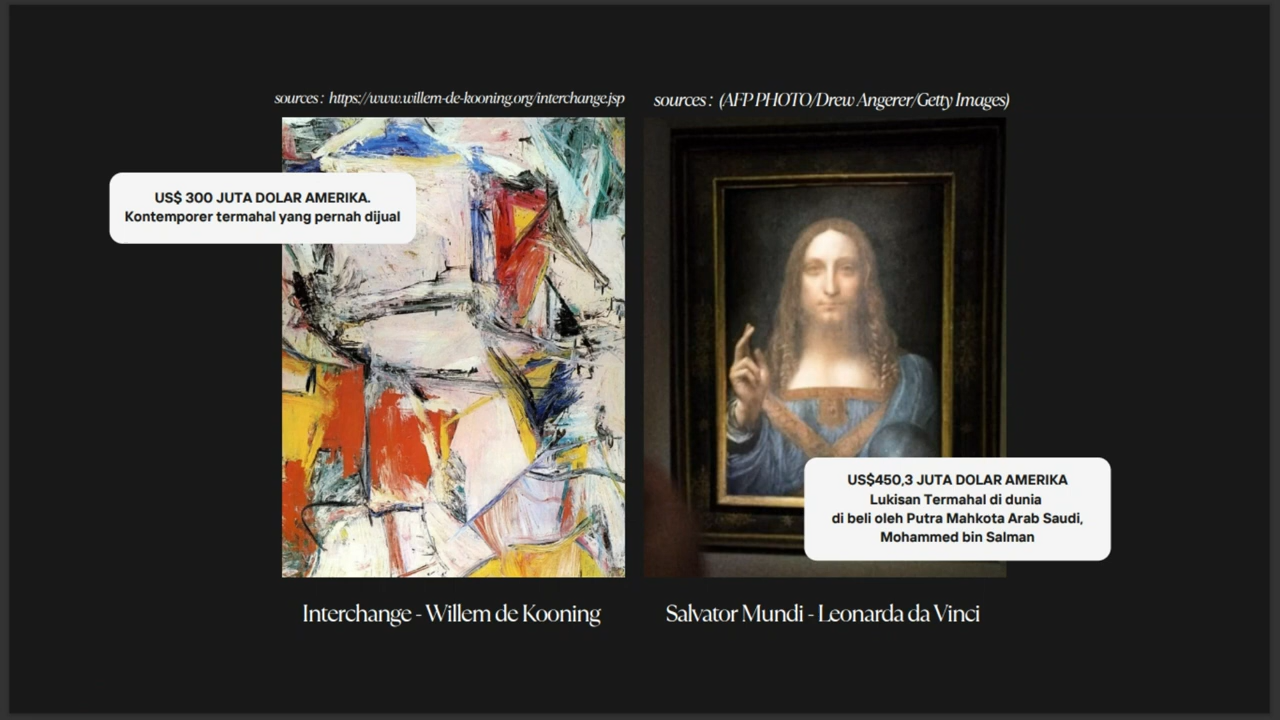 sources : https://www.willem-de-kooning.org/interchange.jsp
sources : (AFP PHOTO/Drew Angerer/Getty Images)
US$ 300 JUTA DOLAR AMERIKA.
Kontemporer termahal yang pernah dijual
US$450,3 JUTA DOLAR AMERIKA
Lukisan Termahal di dunia
di beli oleh Putra Mahkota Arab Saudi,
Mohammed bin Salman
Interchange - Willem de Kooning
Salvator Mundi - Leonarda da Vinci